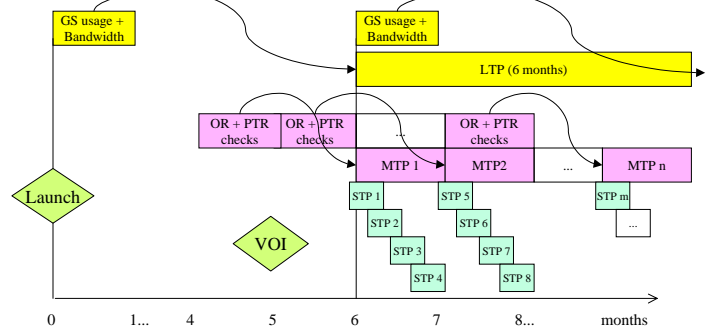 GS usage +
Bandwidth
GS usage +
Bandwidth
LTP (6 months)
OR + PTR
checks
OR + PTR
checks
...
OR + PTR
checks
MTP 1
MTP2
...
MTP n
Launch
STP 1
STP 5
STP m
STP 2
STP 6
...
VOI
STP 3
STP 7
STP 4
STP 8
0
1...
4
5
6
7
8...
months